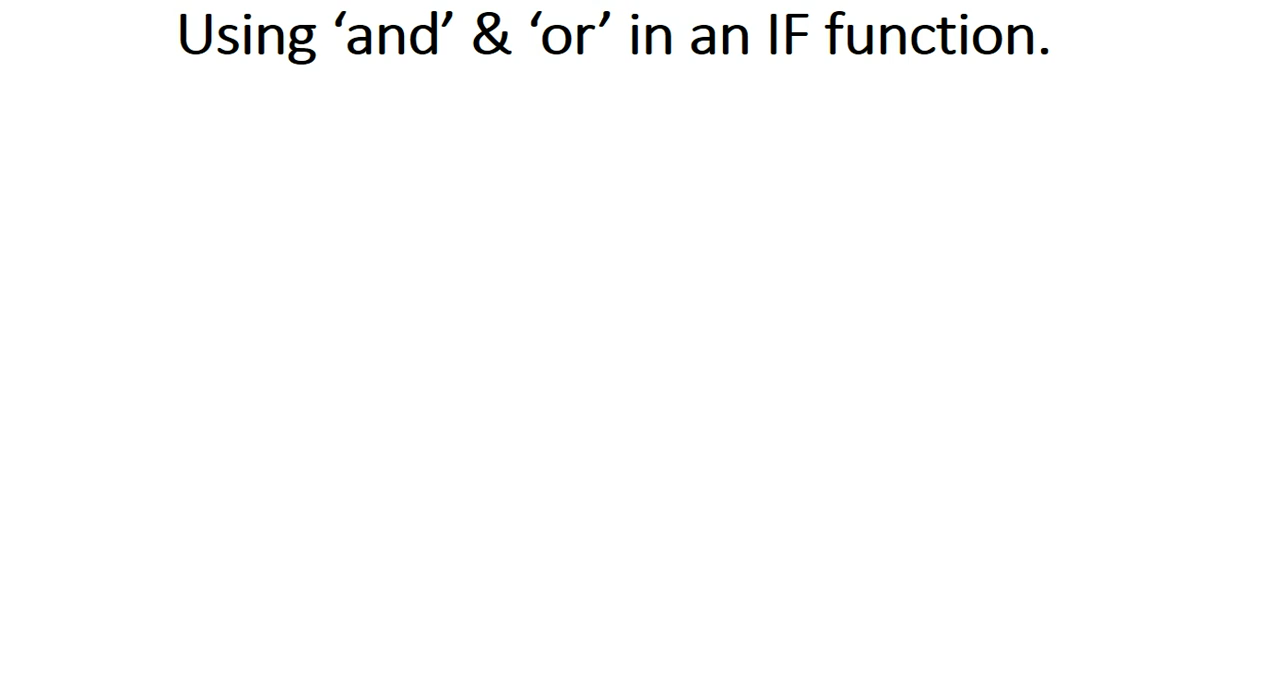 Using ‘and’ & ‘or’ in an IF function.